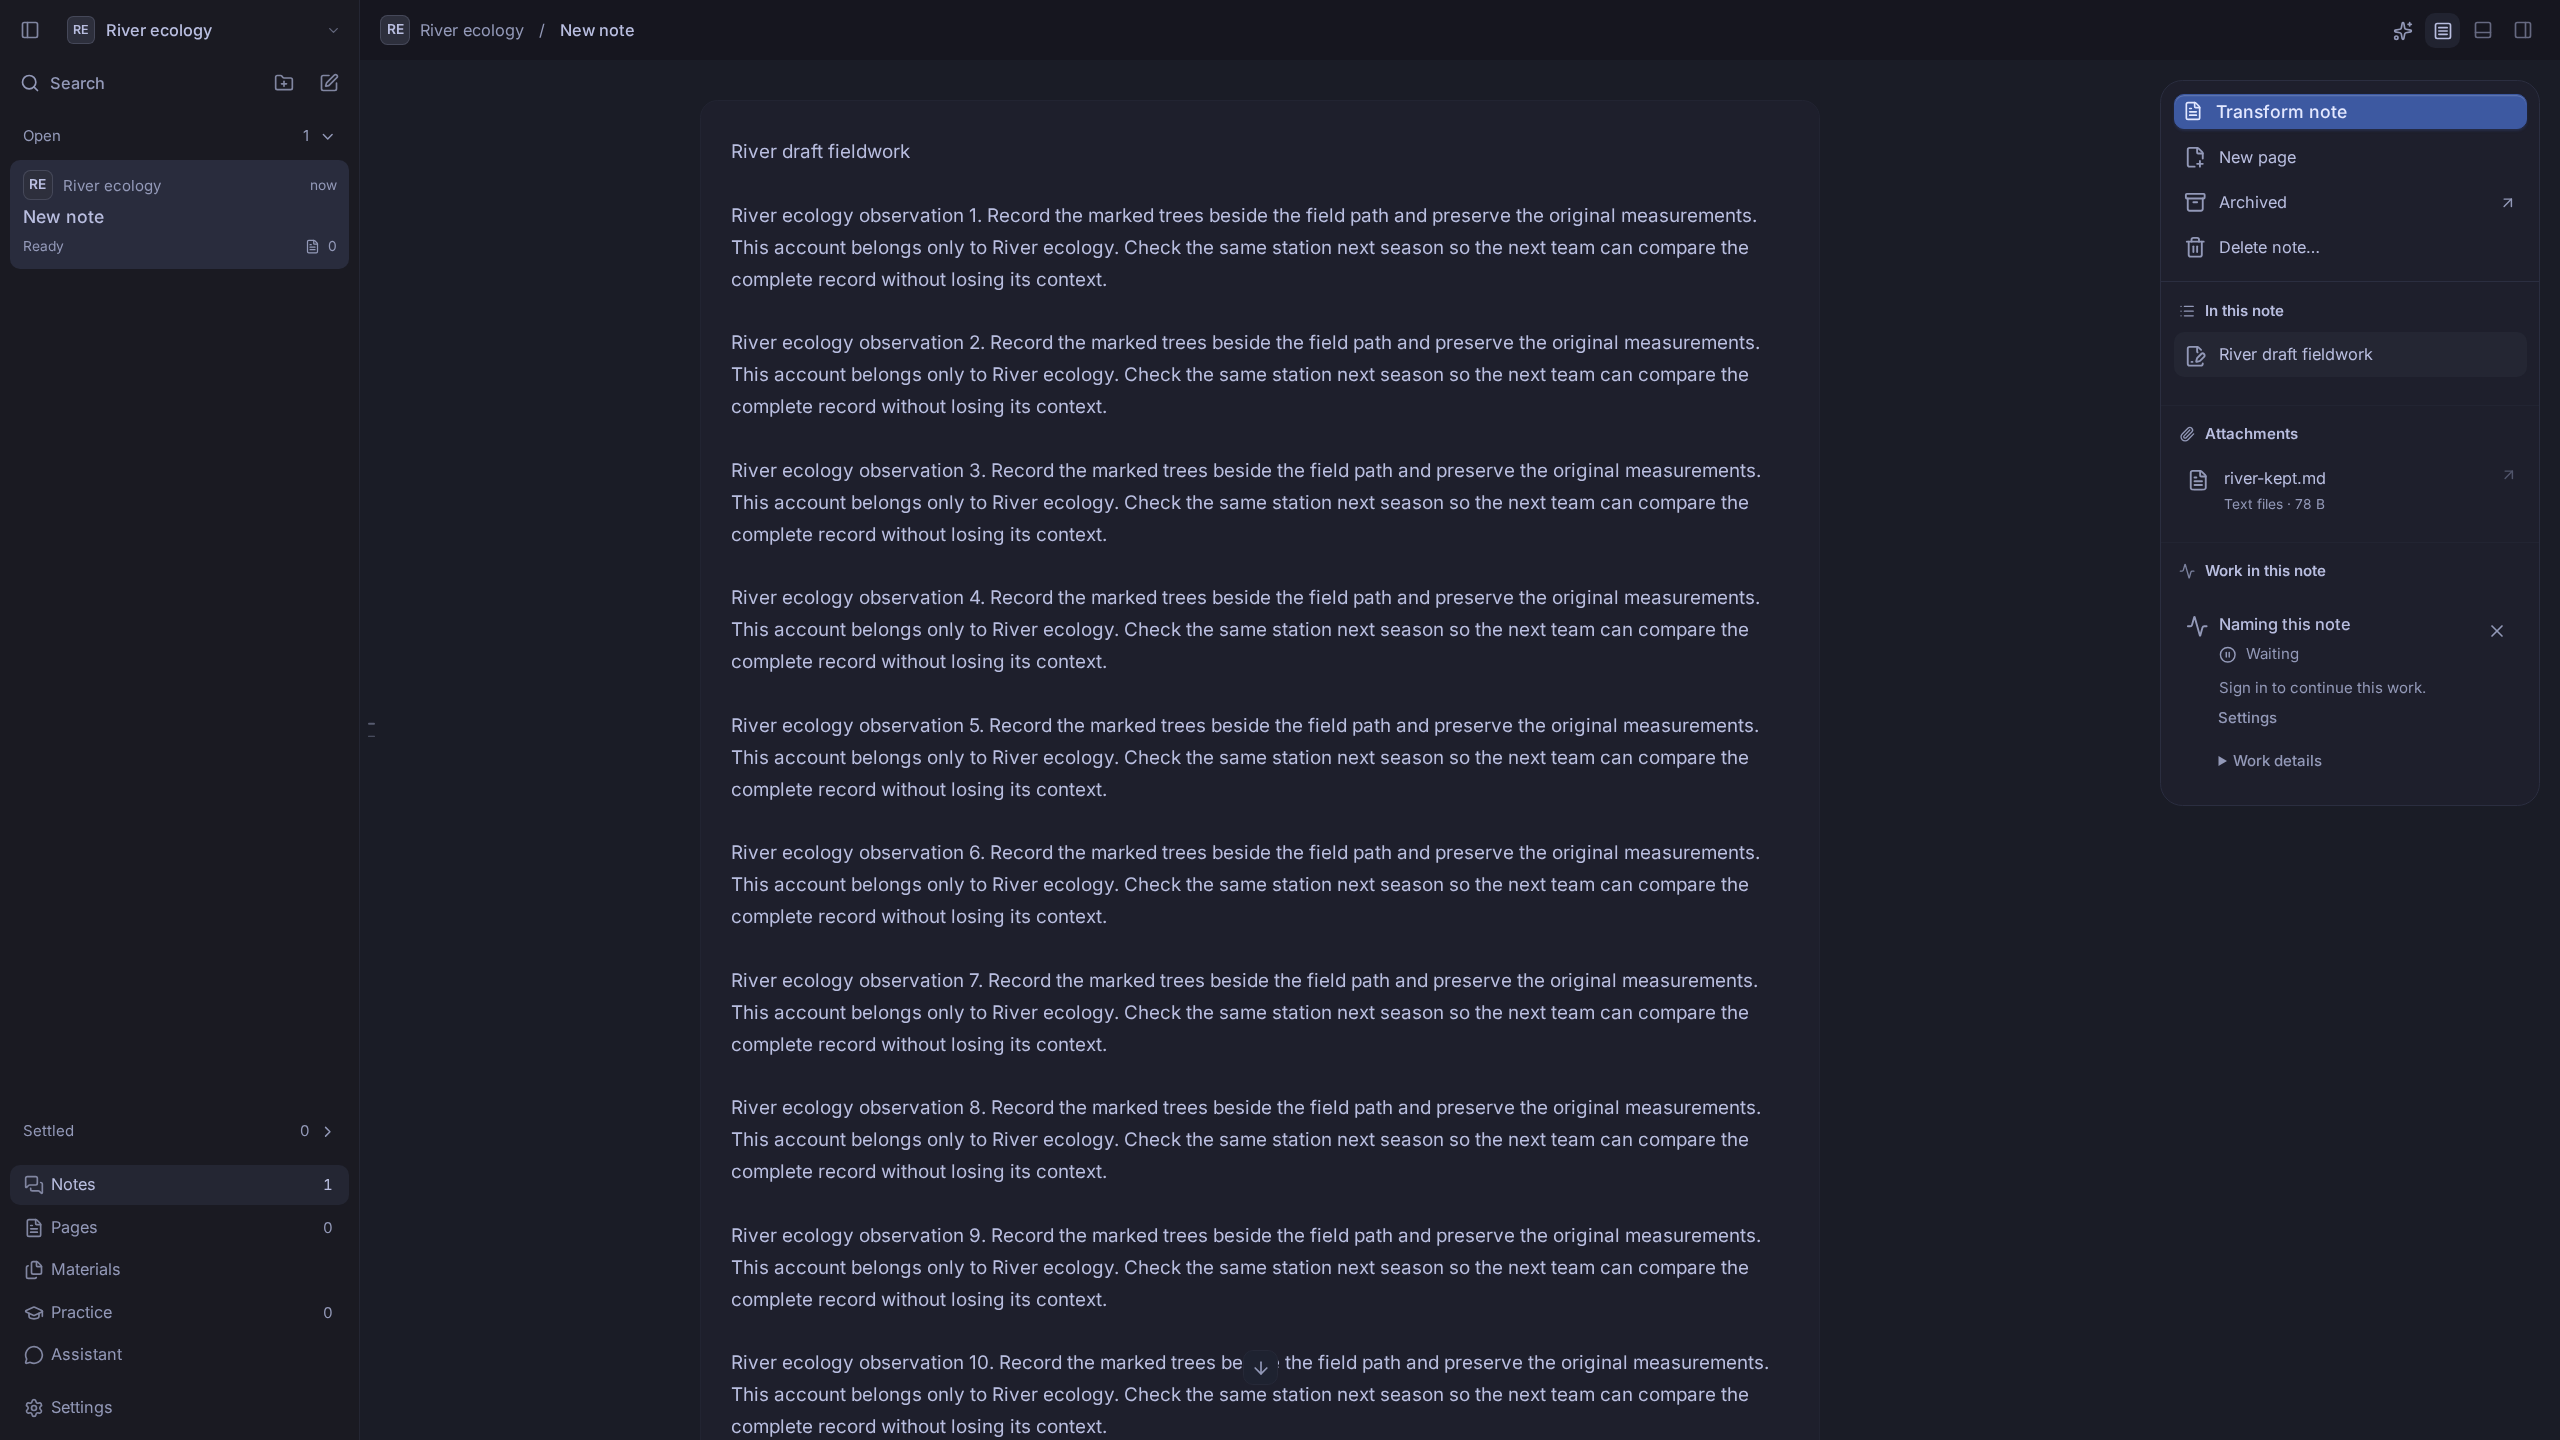 RE River ecology
Search
Open 1
RE River ecology now
New note
Ready 0
Settled 0
Notes 1
Pages 0
Materials
Practice 0
Assistant
Settings
RE River ecology / New note
River draft fieldwork
River ecology observation 1. Record the marked trees beside the field path and preserve the original measurements.
This account belongs only to River ecology. Check the same station next season so the next team can compare the
complete record without losing its context.
River ecology observation 2. Record the marked trees beside the field path and preserve the original measurements.
This account belongs only to River ecology. Check the same station next season so the next team can compare the
complete record without losing its context.
River ecology observation 3. Record the marked trees beside the field path and preserve the original measurements.
This account belongs only to River ecology. Check the same station next season so the next team can compare the
complete record without losing its context.
River ecology observation 4. Record the marked trees beside the field path and preserve the original measurements.
This account belongs only to River ecology. Check the same station next season so the next team can compare the
complete record without losing its context.
River ecology observation 5. Record the marked trees beside the field path and preserve the original measurements.
This account belongs only to River ecology. Check the same station next season so the next team can compare the
complete record without losing its context.
River ecology observation 6. Record the marked trees beside the field path and preserve the original measurements.
This account belongs only to River ecology. Check the same station next season so the next team can compare the
complete record without losing its context.
River ecology observation 7. Record the marked trees beside the field path and preserve the original measurements.
This account belongs only to River ecology. Check the same station next season so the next team can compare the
complete record without losing its context.
River ecology observation 8. Record the marked trees beside the field path and preserve the original measurements.
This account belongs only to River ecology. Check the same station next season so the next team can compare the
complete record without losing its context.
River ecology observation 9. Record the marked trees beside the field path and preserve the original measurements.
This account belongs only to River ecology. Check the same station next season so the next team can compare the
complete record without losing its context.
River ecology observation 10. Record the marked trees the field path and preserve the original measurements.
This account belongs only to River ecology. Check the same station next season so the next team can compare the
complete record without losing its context.
Transform note
New page
Archived
Delete note...
In this note
River draft fieldwork
Attachments
river-kept.md
Text files · 78 B
Work in this note
Naming this note
Waiting
Sign in to continue this work.
Settings
Work details